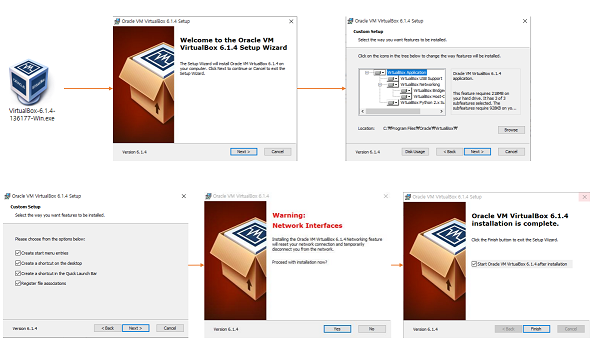 VirtualBox-6.1.4-
136177-Win.exe
Oracle VM VirtualBox 6.1.4 Setup
Welcome to the Oracle VM
VirtualBox 6.1.4 Setup Wizard
The Setup Wizard will install Oracle VM VirtualBox 6.1.4 on
your computer. Click Next to continue or Cancel to exit the
Setup Wizard.
Version 6.1.4
Next >
Cancel
Oracle VM VirtualBox 6.1.4 Setup
Custom Setup
Select the way you want features to be installed.
Click on the icons in the tree below to change the way features will be installed.
VirtualBox Application
VirtualBox USB Support
VirtualBox Networking
VirtualBox Bridge
VirtualBox Host-C
VirtualBox Python 2.x Su
Oracle VM VirtualBox 6.1.4
application.
This feature requires 218MB on
your hard drive. It has 3 of 3
subfeatures selected. The
subfeatures require 928KB on yo...
Location:
C:₩Program Files₩Oracle₩VirtualBox₩
Browse
Version 6.1.4
Disk Usage
< Back
Next >
Cancel
Oracle VM VirtualBox 6.1.4 Setup
Custom Setup
Select the way you want features to be installed.
Please choose from the options below:
Create start menu entries
Create a shortcut on the desktop
Create a shortcut in the Quick Launch Bar
Register file associations
Version 6.1.4
< Back
Next >
Cancel
Oracle VM VirtualBox 6.1.4
Warning:
Network Interfaces
Installing the Oracle VM VirtualBox 6.1.4 Networking feature
will reset your network connection and temporarily
disconnect you from the network.
Proceed with installation now?
Version 6.1.4
Yes
No
Oracle VM VirtualBox 6.1.4 Setup
Oracle VM VirtualBox 6.1.4
installation is complete.
Click the Finish button to exit the Setup Wizard.
Start Oracle VM VirtualBox 6.1.4 after installation
Version 6.1.4
< Back
Finish
Cancel